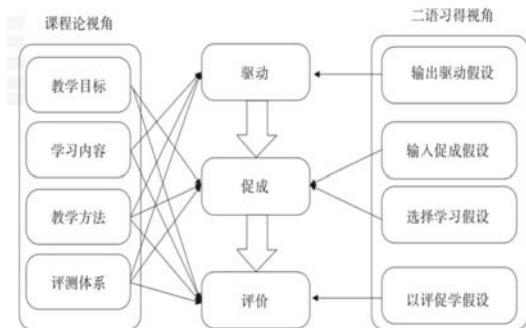 课程论视角
教学目标
学习内容
教学方法
评测体系
驱动
促成
评价
二语习得视角
输出驱动假设
输入促成假设
选择学习假设
以评促学假设